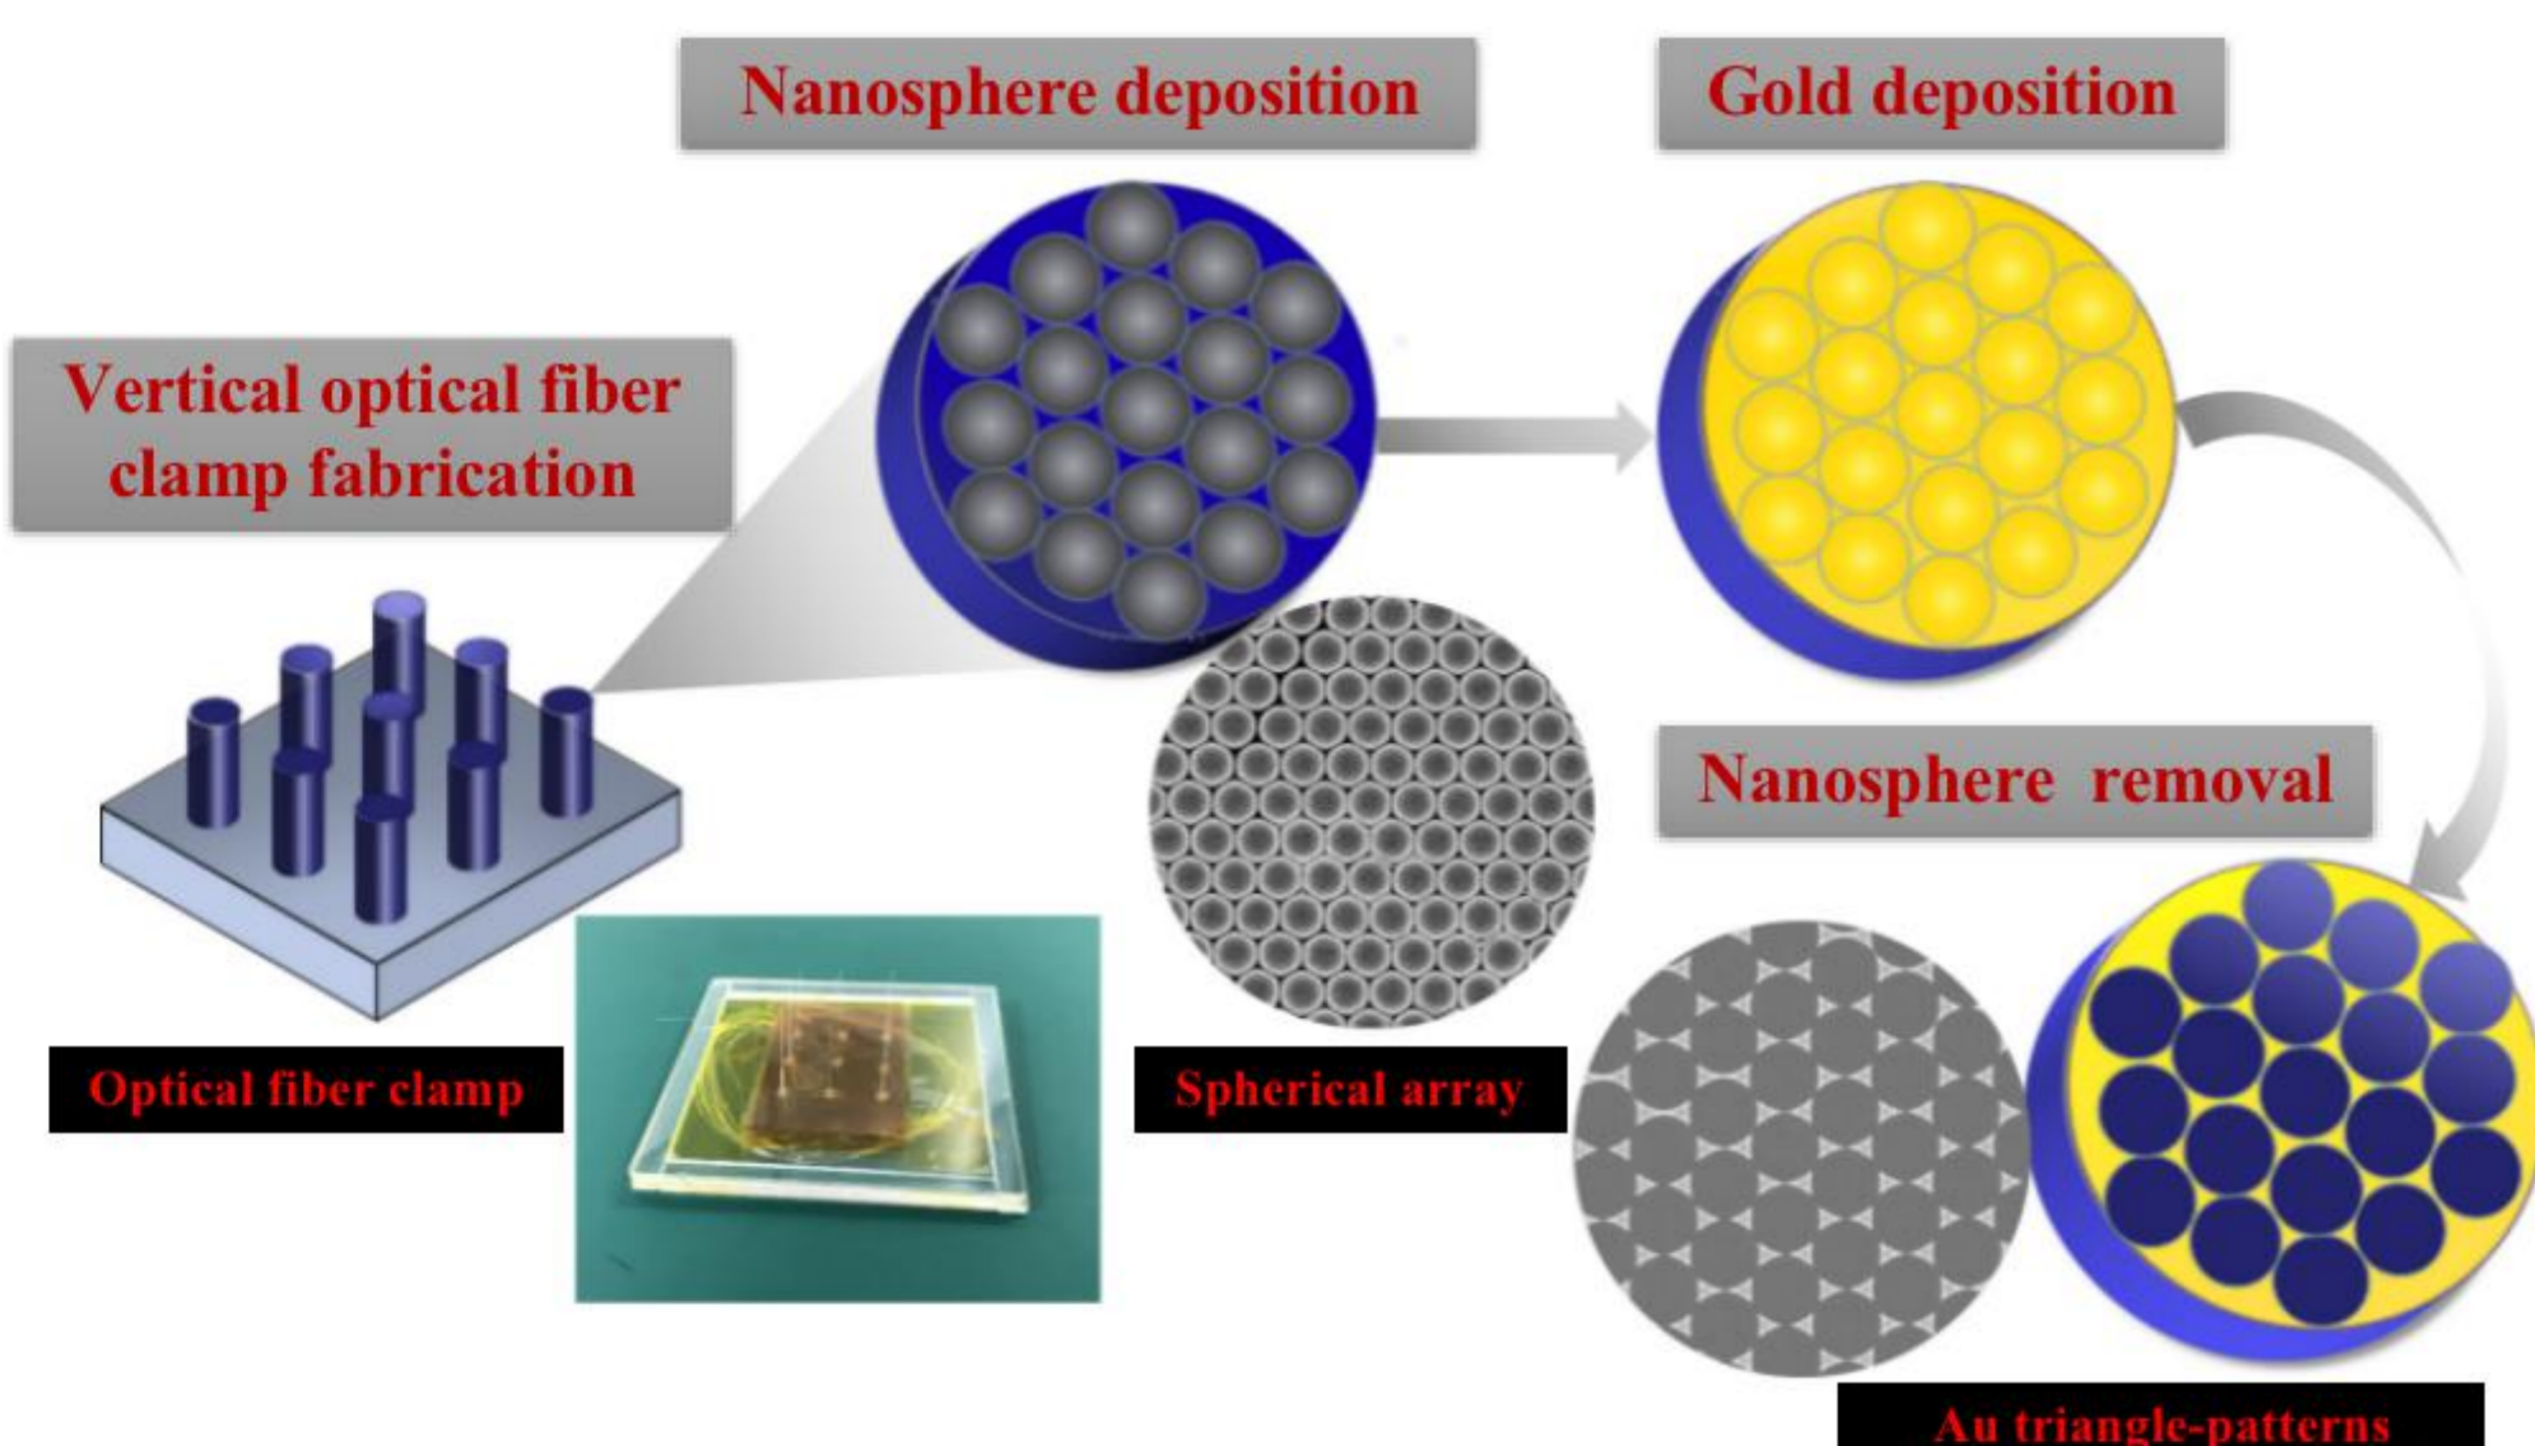 Nanosphere deposition
Gold deposition
Vertical optical fiber
clamp fabrication
Nanosphere removal
Optical fiber clamp
Spherical array
Au triangle-patterns